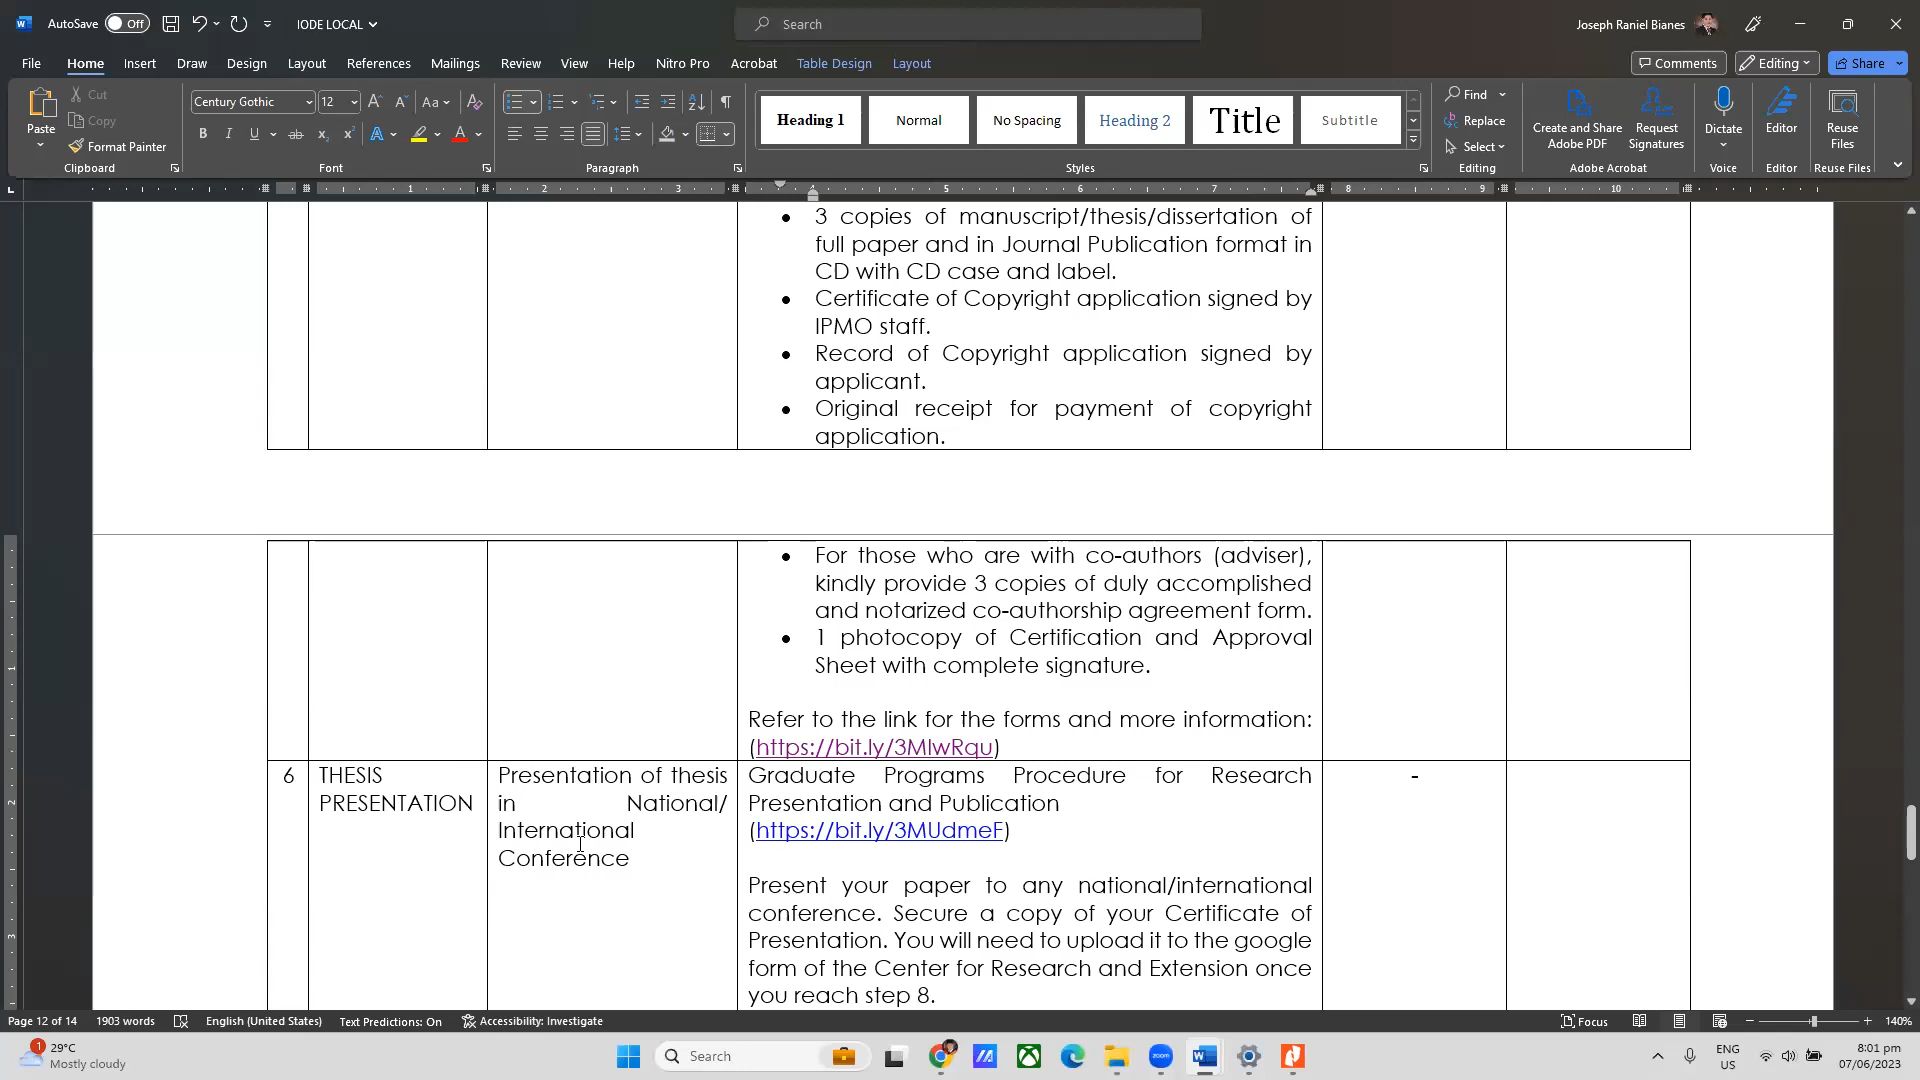 AutoSave Off IODE LOCAL Search Joseph Raniel Bianes
File Home Insert Draw Design Layout References Mailings Review View Help Nitro Pro Acrobat Table Design Layout Comments Editing Share
Paste Cut Copy Format Painter
Century Gothic 12
Heading 1 Normal No Spacing Heading 2 Title Subtitle
Find Replace Select
Create and Share Adobe PDF Request Signatures Dictate Editor Reuse Files
Clipboard Font Paragraph Styles Editing Adobe Acrobat Voice Editor Reuse Files
1 2 3 4 5 6 7 8 9 10
• 3 copies of manuscript/thesis/dissertation of
full paper and in Journal Publication format in
CD with CD case and label.
• Certificate of Copyright application signed by
IPMO staff.
• Record of Copyright application signed by
applicant.
• Original receipt for payment of copyright
application.
• For those who are with co-authors (adviser),
kindly provide 3 copies of duly accomplished
and notarized co-authorship agreement form.
• 1 photocopy of Certification and Approval
Sheet with complete signature.
Refer to the link for the forms and more information:
(https://bit.ly/3MlwRqu)
6 THESIS PRESENTATION
Presentation of thesis
in National/
International
Conference
Graduate Programs Procedure for Research
Presentation and Publication
(https://bit.ly/3MUdmeF)
-
Present your paper to any national/international
conference. Secure a copy of your Certificate of
Presentation. You will need to upload it to the google
form of the Center for Research and Extension once
you reach step 8.
Page 12 of 14 1903 words English (United States) Text Predictions: On Accessibility: Investigate Focus 140%
1 29°C
Mostly cloudy
Search
zoom
ENG
US
8:01 pm
07/06/2023